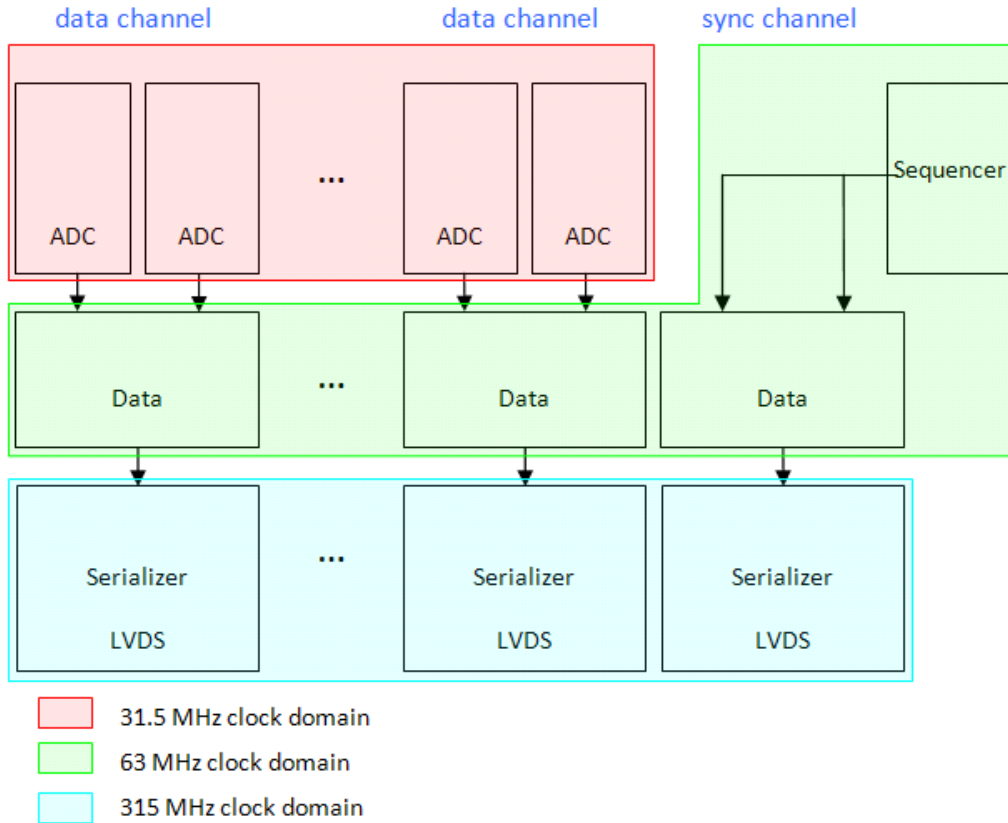 data channel
data channel
sync channel
ADC
ADC
...
ADC
ADC
Sequencer
Data
...
Data
Data
Serializer
LVDS
...
Serializer
LVDS
Serializer
LVDS
31.5 MHz clock domain
63 MHz clock domain
315 MHz clock domain